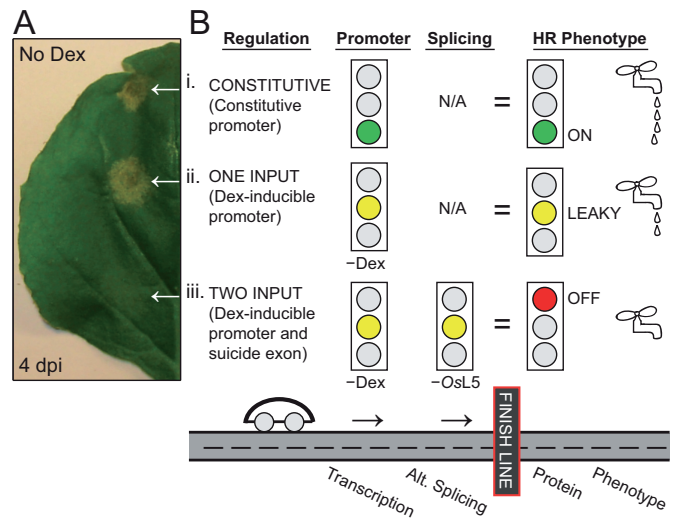 A
B
No Dex
4 dpi
Regulation Promoter Splicing HR Phenotype
i. CONSTITUTIVE
(Constitutive
promoter)
N/A = ON
ii. ONE INPUT
(Dex-inducible
promoter)
–Dex
N/A = LEAKY
iii. TWO INPUT
(Dex-inducible
promoter and
suicide exon)
–Dex
–OsL5
= OFF
FINISH LINE
Transcription
Alt. Splicing
Protein
Phenotype